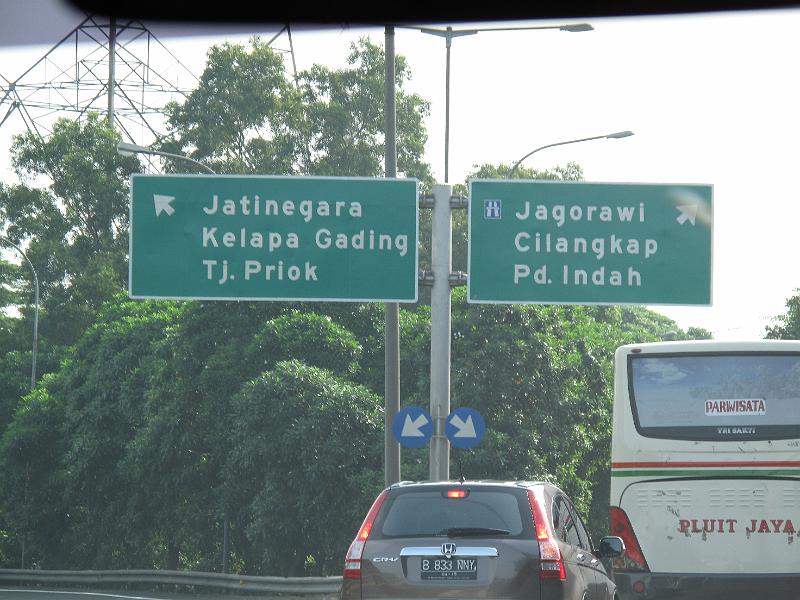 Jatinegara
Kelapa Gading
Tj. Priok
Jagorawi
Cilangkap
Pd. Indah
PARIWISATA
TRI SAKTI
PLUIT JAYA
CR-V
B 833 NNY